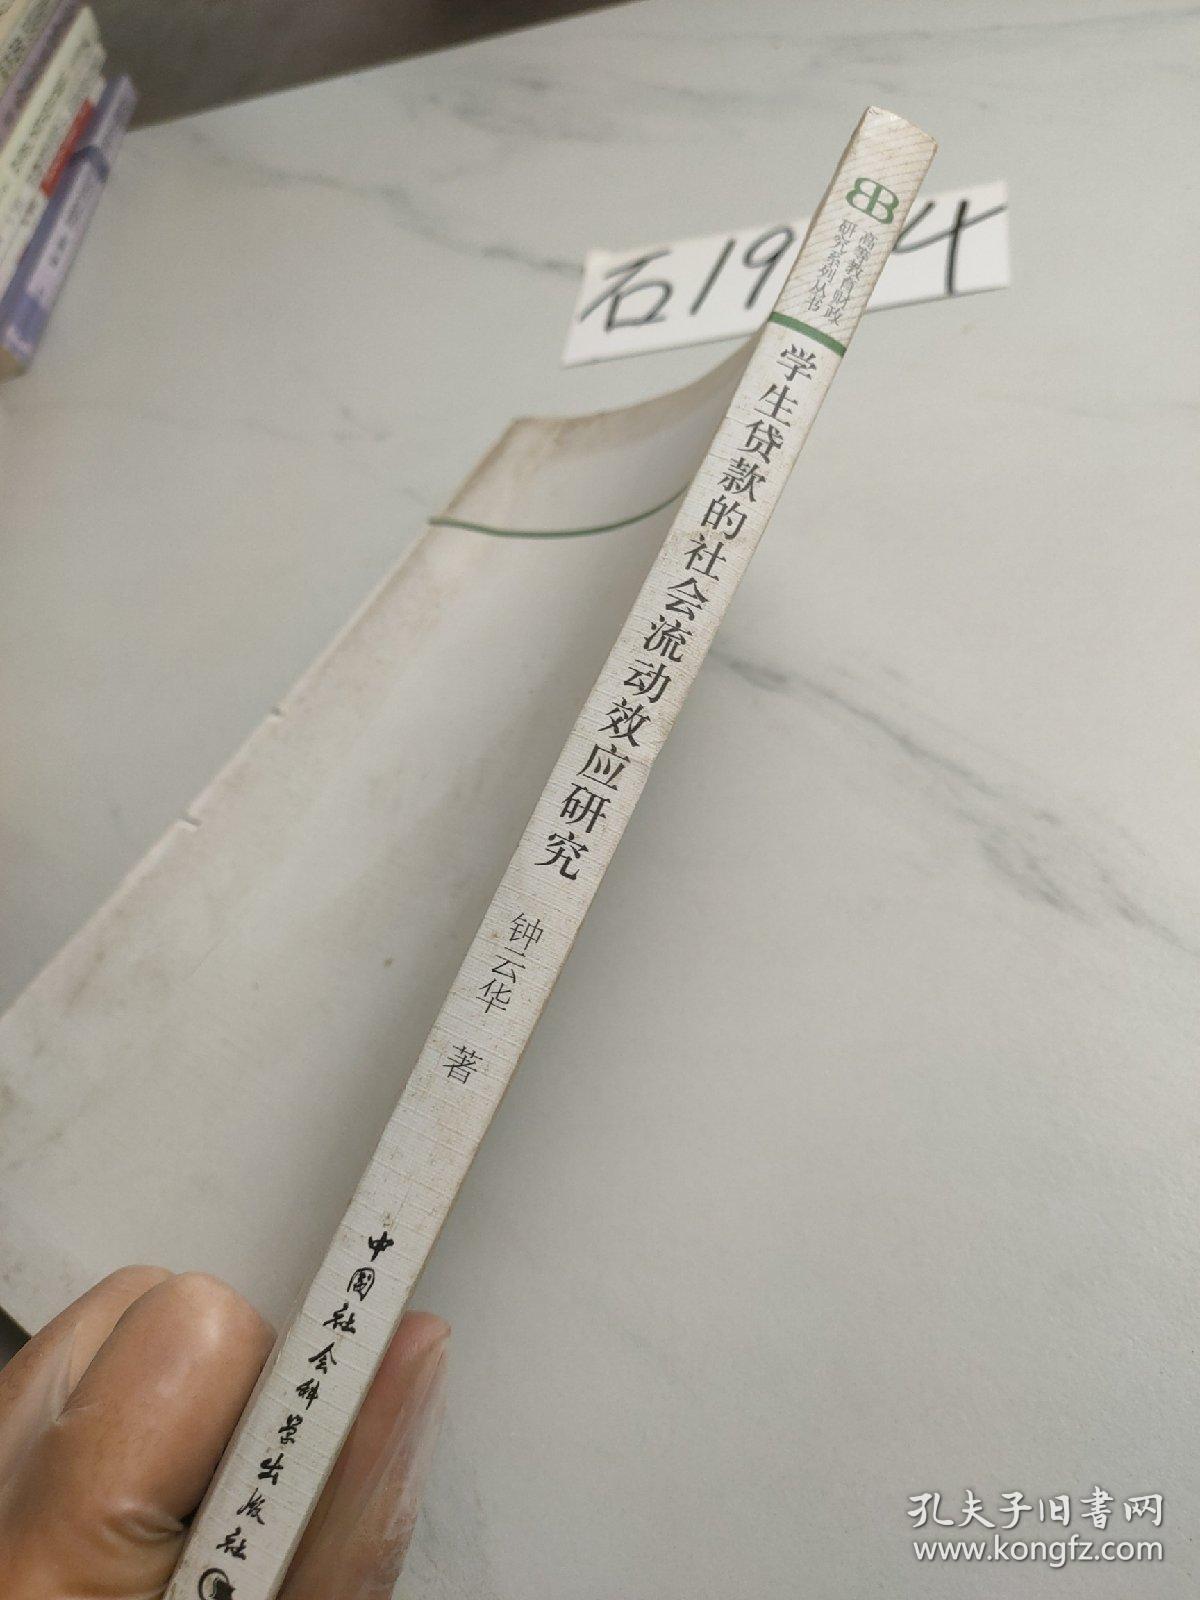 石19 4
高等教育财政
研究系列丛书
学生贷款的社会流动效应研究
钟云华 著
中国社会科学出版社
孔夫子旧书网
www.kongfz.com